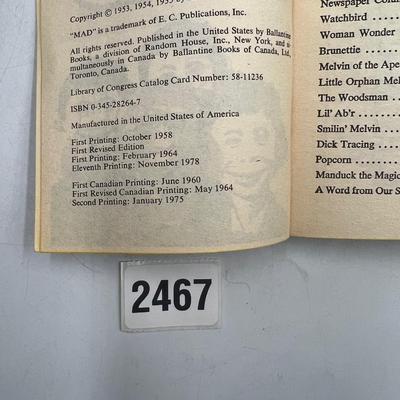 Copyright © 1953, 1954, 1955 by
"MAD" is a trademark of E. C. Publications, Inc.
All rights reserved. Published in the United States by Ballantine
Books, a division of Random House, Inc., New York, and si-
multaneously in Canada by Ballantine Books of Canada, Ltd.,
Toronto, Canada.
Library of Congress Catalog Card Number: 58-11236
ISBN 0-345-28264-7
Manufactured in the United States of America
First Printing: October 1958
First Revised Edition
First Printing: February 1964
Eleventh Printing: November 1978
First Canadian Printing: June 1960
First Revised Canadian Printing: May 1964
Second Printing: January 1975
Newspaper
Watchbird .
Woman Wonder
Brunettie .....
Melvin of the Ape
Little Orphan Mel
The Woodsman ..
Lil' Ab'r .......
Smilin' Melvin ..
Dick Tracing ....
Popcorn ........
Manduck the Magic
A Word from Our S
2467